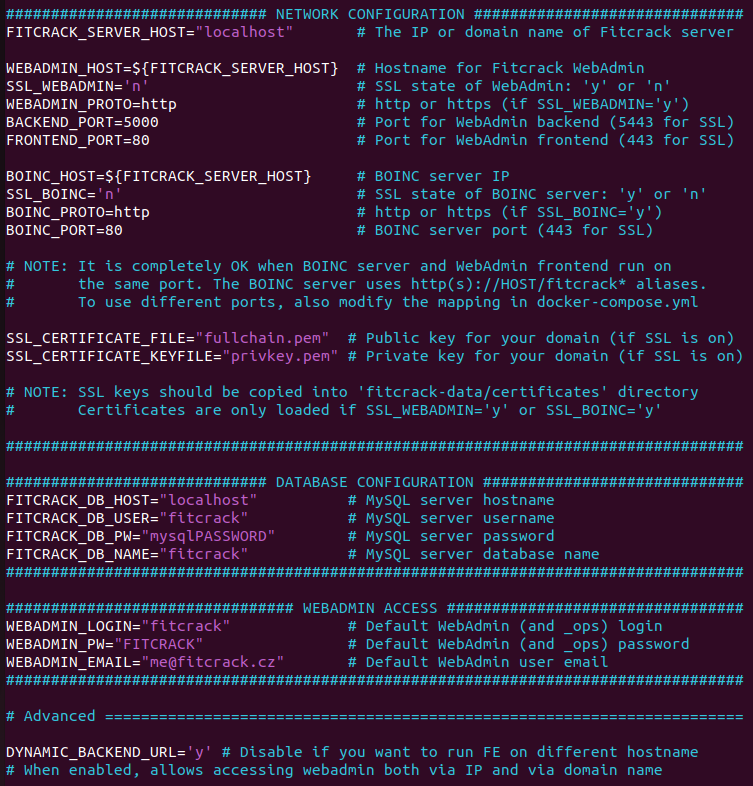 ############################# NETWORK CONFIGURATION ##############################
FITCRACK_SERVER_HOST="localhost"       # The IP or domain name of Fitcrack server
WEBADMIN_HOST=${FITCRACK_SERVER_HOST}  # Hostname for Fitcrack WebAdmin
SSL_WEBADMIN='n'                       # SSL state of WebAdmin: 'y' or 'n'
WEBADMIN_PROTO=http                    # http or https (if SSL_WEBADMIN='y')
BACKEND_PORT=5000                      # Port for WebAdmin backend (5443 for SSL)
FRONTEND_PORT=80                       # Port for WebAdmin frontend (443 for SSL)
BOINC_HOST=${FITCRACK_SERVER_HOST}     # BOINC server IP
SSL_BOINC='n'                          # SSL state of BOINC server: 'y' or 'n'
BOINC_PROTO=http                       # http or https (if SSL_BOINC='y')
BOINC_PORT=80                          # BOINC server port (443 for SSL)
# NOTE: It is completely OK when BOINC server and WebAdmin frontend run on
#       the same port. The BOINC server uses http(s)://HOST/fitcrack* aliases.
#       To use different ports, also modify the mapping in docker-compose.yml
SSL_CERTIFICATE_FILE="fullchain.pem"  # Public key for your domain (if SSL is on)
SSL_CERTIFICATE_KEYFILE="privkey.pem" # Private key for your domain (if SSL is on)
# NOTE: SSL keys should be copied into 'fitcrack-data/certificates' directory
#       Certificates are only loaded if SSL_WEBADMIN='y' or SSL_BOINC='y'
##################################################################################
############################# DATABASE CONFIGURATION #############################
FITCRACK_DB_HOST="localhost"          # MySQL server hostname
FITCRACK_DB_USER="fitcrack"           # MySQL server username
FITCRACK_DB_PW="mysqlPASSWORD"        # MySQL server password
FITCRACK_DB_NAME="fitcrack"           # MySQL server database name
##################################################################################
################################ WEBADMIN ACCESS #################################
WEBADMIN_LOGIN="fitcrack"             # Default WebAdmin (and _ops) login
WEBADMIN_PW="FITCRACK"                # Default WebAdmin (and _ops) password
WEBADMIN_EMAIL="me@fitcrack.cz"       # Default WebAdmin user email
##################################################################################
# Advanced =======================================================================
DYNAMIC_BACKEND_URL='y' # Disable if you want to run FE on different hostname
# When enabled, allows accessing webadmin both via IP and via domain name